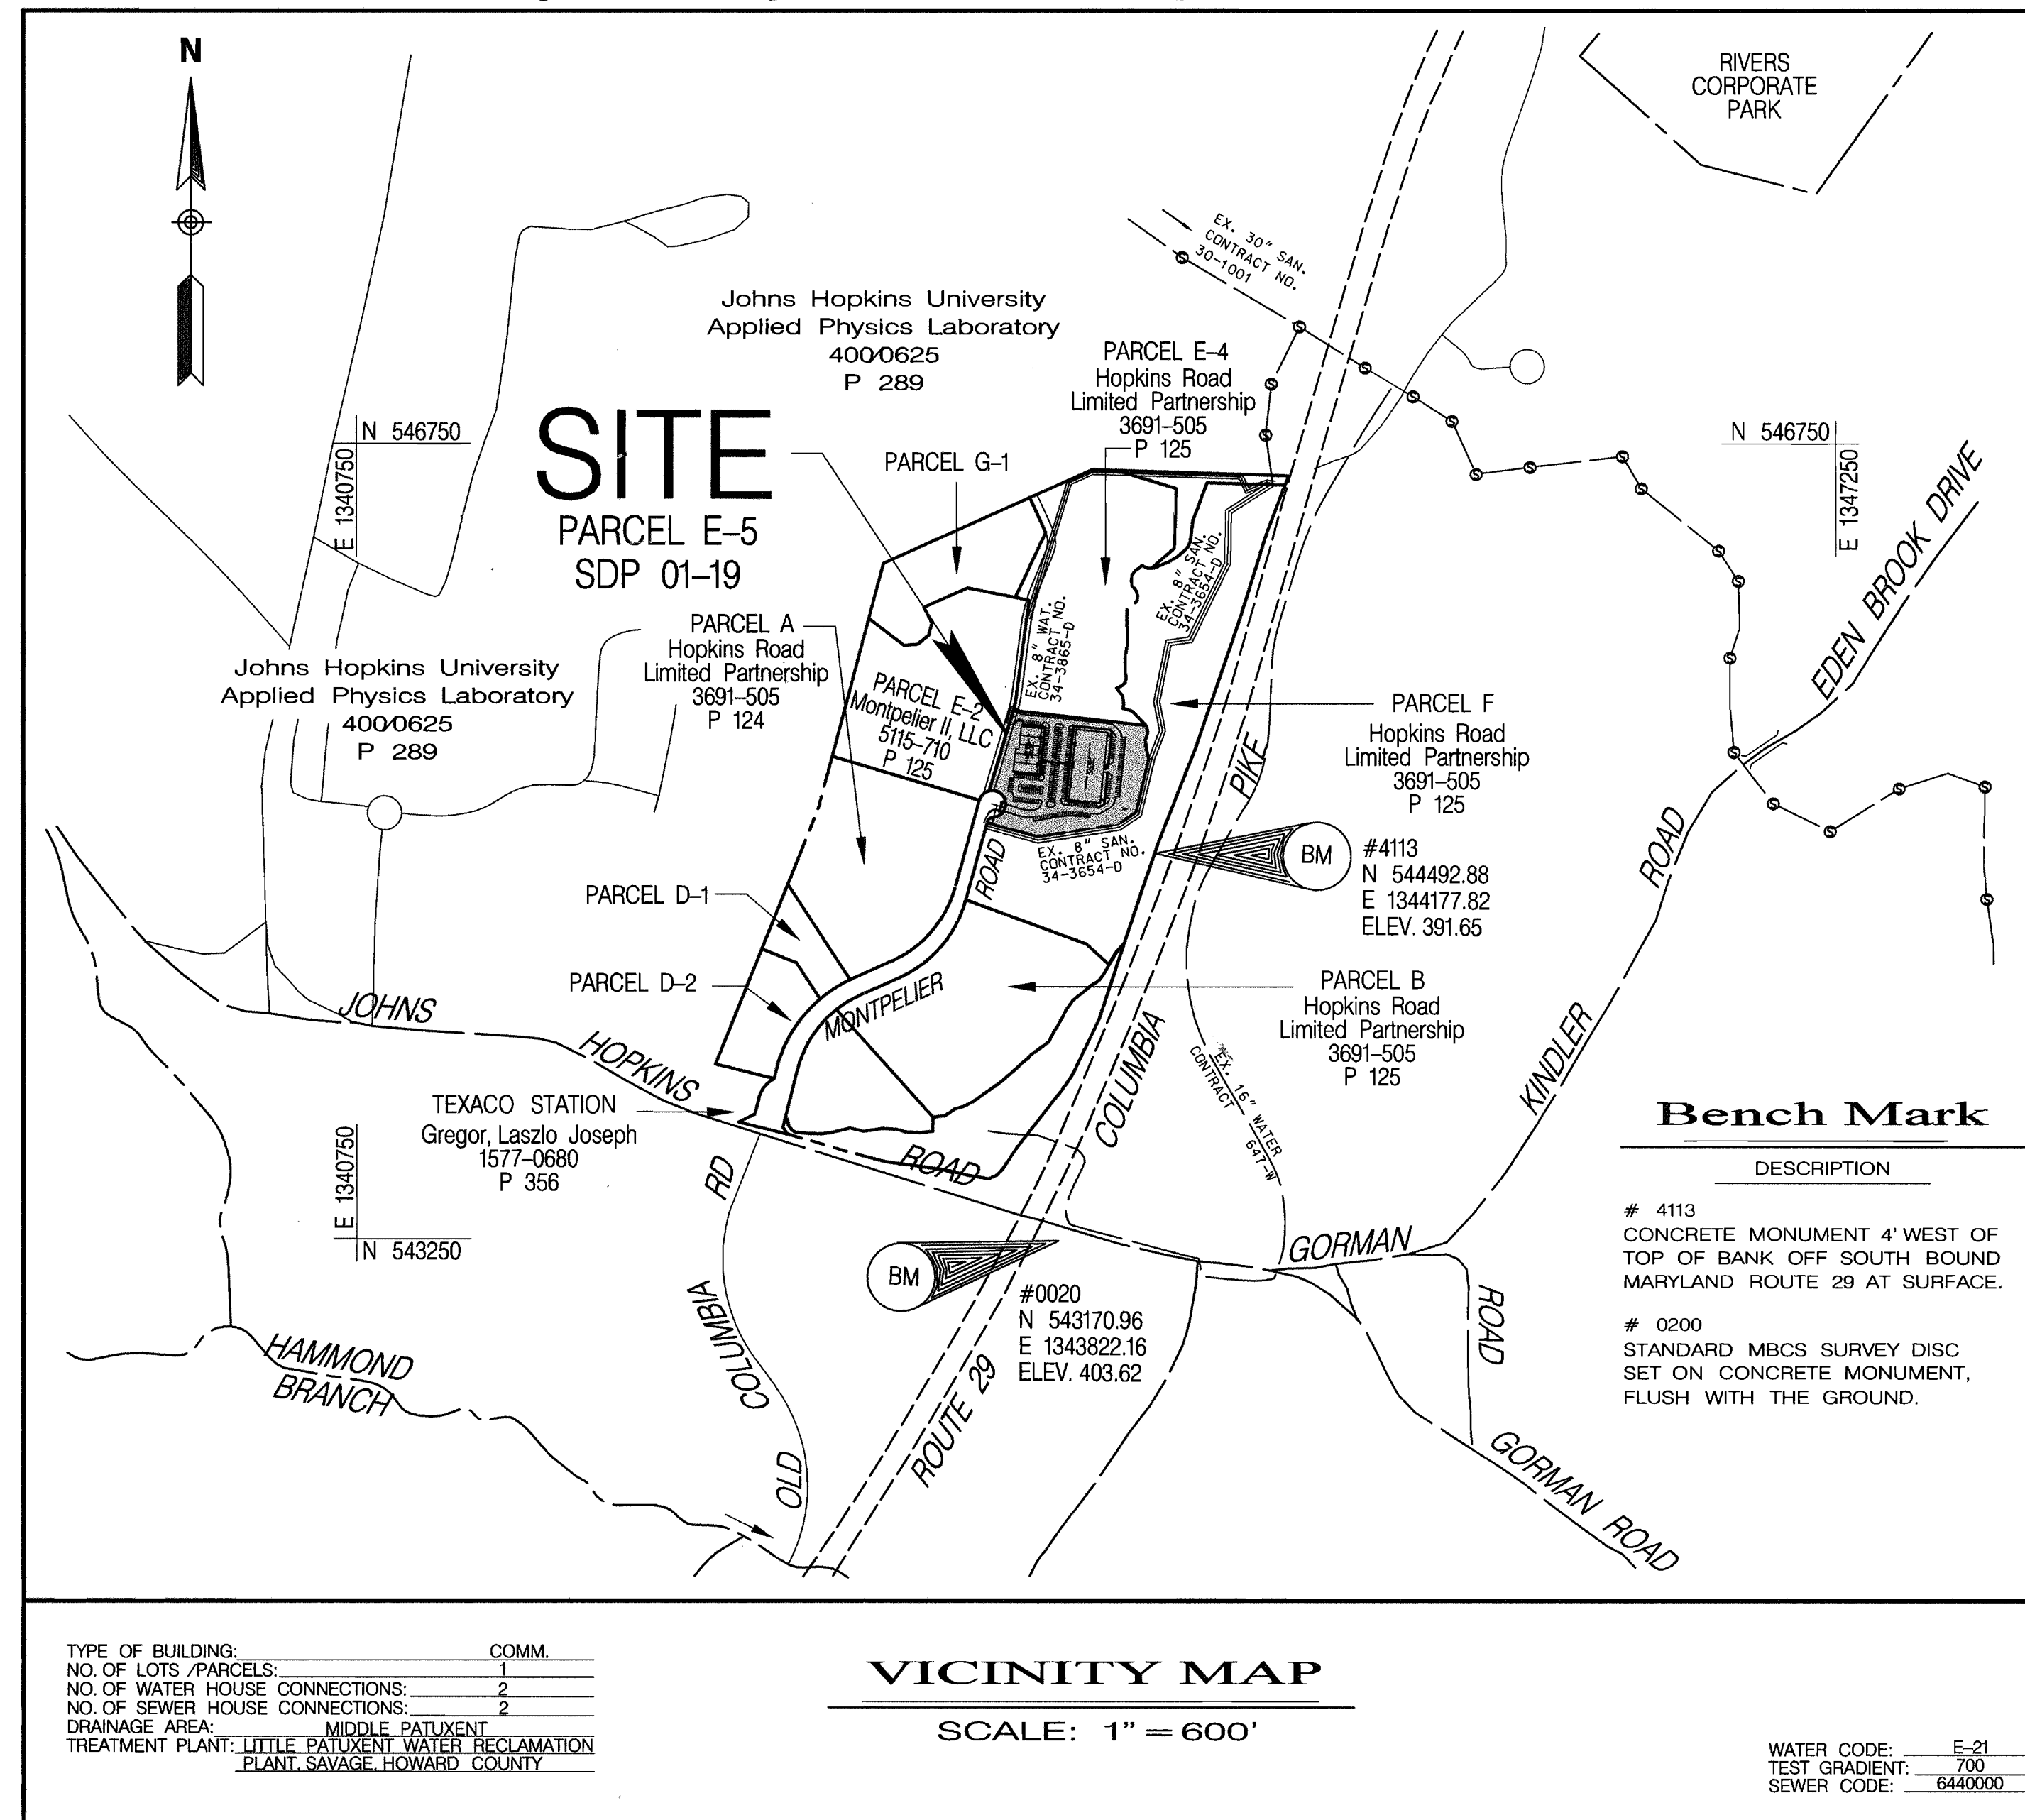 N
RIVERS
CORPORATE
PARK
EX. 30" SAN.
CONTRACT NO.
30-1001
Johns Hopkins University
Applied Physics Laboratory
400/0625
P 289
PARCEL E-4
Hopkins Road
Limited Partnership
3691-505
P 125
SITE
PARCEL E-5
SDP 01-19
N 546750
E 1340750
PARCEL G-1
N 546750
E 1347250
EDEN BROOK DRIVE
EX. 8" SAN.
CONTRACT NO.
34-3654-D
EX. 8" WAT.
CONTRACT NO.
34-3865-D
PARCEL A
Hopkins Road
Limited Partnership
3691-505
P 124
Johns Hopkins University
Applied Physics Laboratory
400/0625
P 289
PARCEL E-2
Montpelier II, LLC
5115-710
P 125
PARCEL F
Hopkins Road
Limited Partnership
3691-505
P 125
PIKE
EX. 8" SAN.
CONTRACT NO.
34-3654-D
BM
#4113
N 544492.88
E 1344177.82
ELEV. 391.65
ROAD
ROAD
PARCEL D-1
PARCEL D-2
MONTPELIER
PARCEL B
Hopkins Road
Limited Partnership
3691-505
P 125
JOHNS
HOPKINS
ROAD
COLUMBIA
KINDLER
EX. 16" WATER
CONTRACT 647-W
TEXACO STATION
Gregor, Laszlo Joseph
1577-0680
P 356
E 1340750
N 543250
RD
COLUMBIA
OLD
GORMAN
ROAD
BM
#0020
N 543170.96
E 1343822.16
ELEV. 403.62
ROUTE 29
HAMMOND
BRANCH
GORMAN ROAD
Bench Mark
DESCRIPTION
# 4113
CONCRETE MONUMENT 4' WEST OF
TOP OF BANK OFF SOUTH BOUND
MARYLAND ROUTE 29 AT SURFACE.
# 0200
STANDARD MBCS SURVEY DISC
SET ON CONCRETE MONUMENT,
FLUSH WITH THE GROUND.
TYPE OF BUILDING: COMM.
NO. OF LOTS /PARCELS: 1
NO. OF WATER HOUSE CONNECTIONS: 2
NO. OF SEWER HOUSE CONNECTIONS: 2
DRAINAGE AREA: MIDDLE PATUXENT
TREATMENT PLANT: LITTLE PATUXENT WATER RECLAMATION
PLANT, SAVAGE, HOWARD COUNTY
VICINITY MAP
SCALE: 1" = 600'
WATER CODE: E-21
TEST GRADIENT: 700
SEWER CODE: 6440000